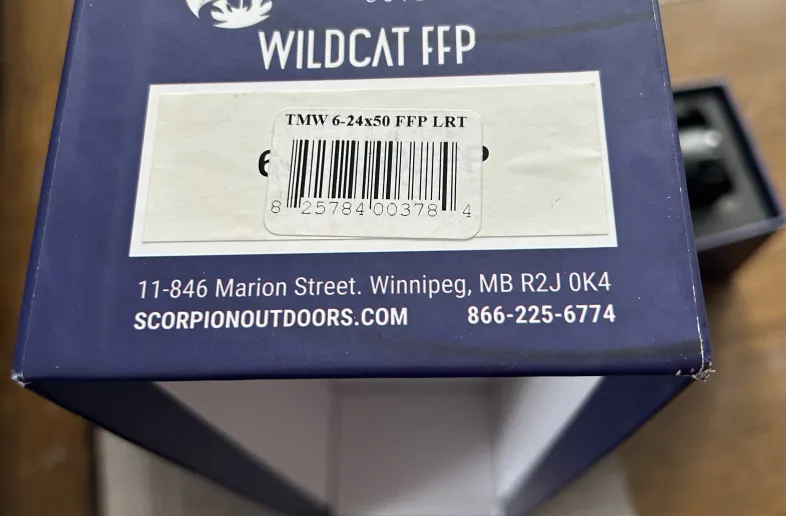 WILDCAT FFP
TMW 6-24x50 FFP LRT
8 25784 00378 4
11-846 Marion Street. Winnipeg, MB R2J 0K4
SCORPIONOUTDOORS.COM 866-225-6774